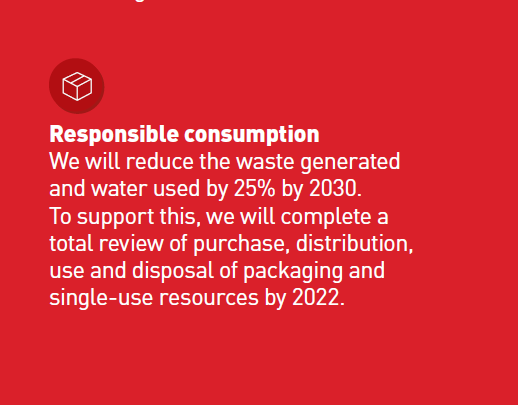 Responsible consumption
We will reduce the waste generated
and water used by 25% by 2030.
To support this, we will complete a
total review of purchase, distribution,
use and disposal of packaging and
single-use resources by 2022.